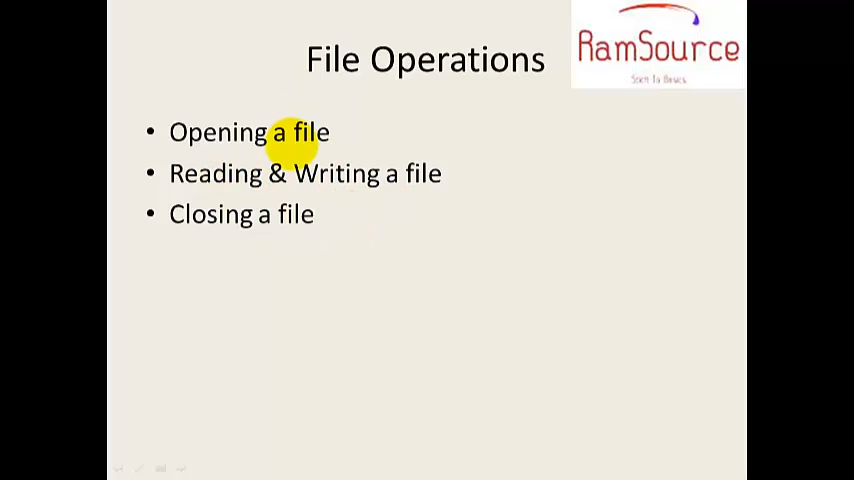 File Operations
RamSource
• Opening a file
• Reading & Writing a file
• Closing a file